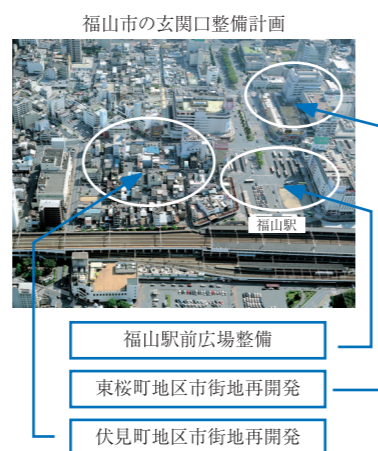 福山市の玄関口整備計画
福山駅
福山駅前広場整備
東桜町地区市街地再開発
伏見町地区市街地再開発